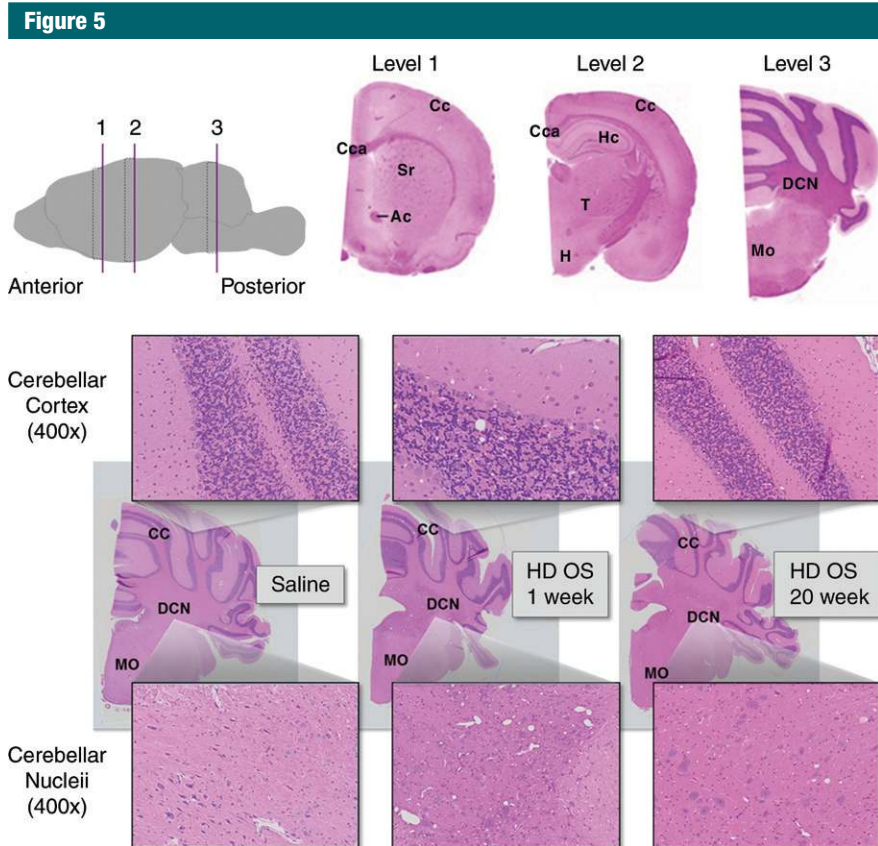 Figure 5
Level 1
Level 2
Level 3
1 2 3
Anterior
Posterior
Cc
Cca
Sr
Ac
Cc
Cca
Hc
T
H
DCN
Mo
Cerebellar
Cortex
(400x)
CC
DCN
MO
Saline
CC
DCN
MO
HD OS
1 week
CC
DCN
MO
HD OS
20 week
Cerebellar
Nucleii
(400x)